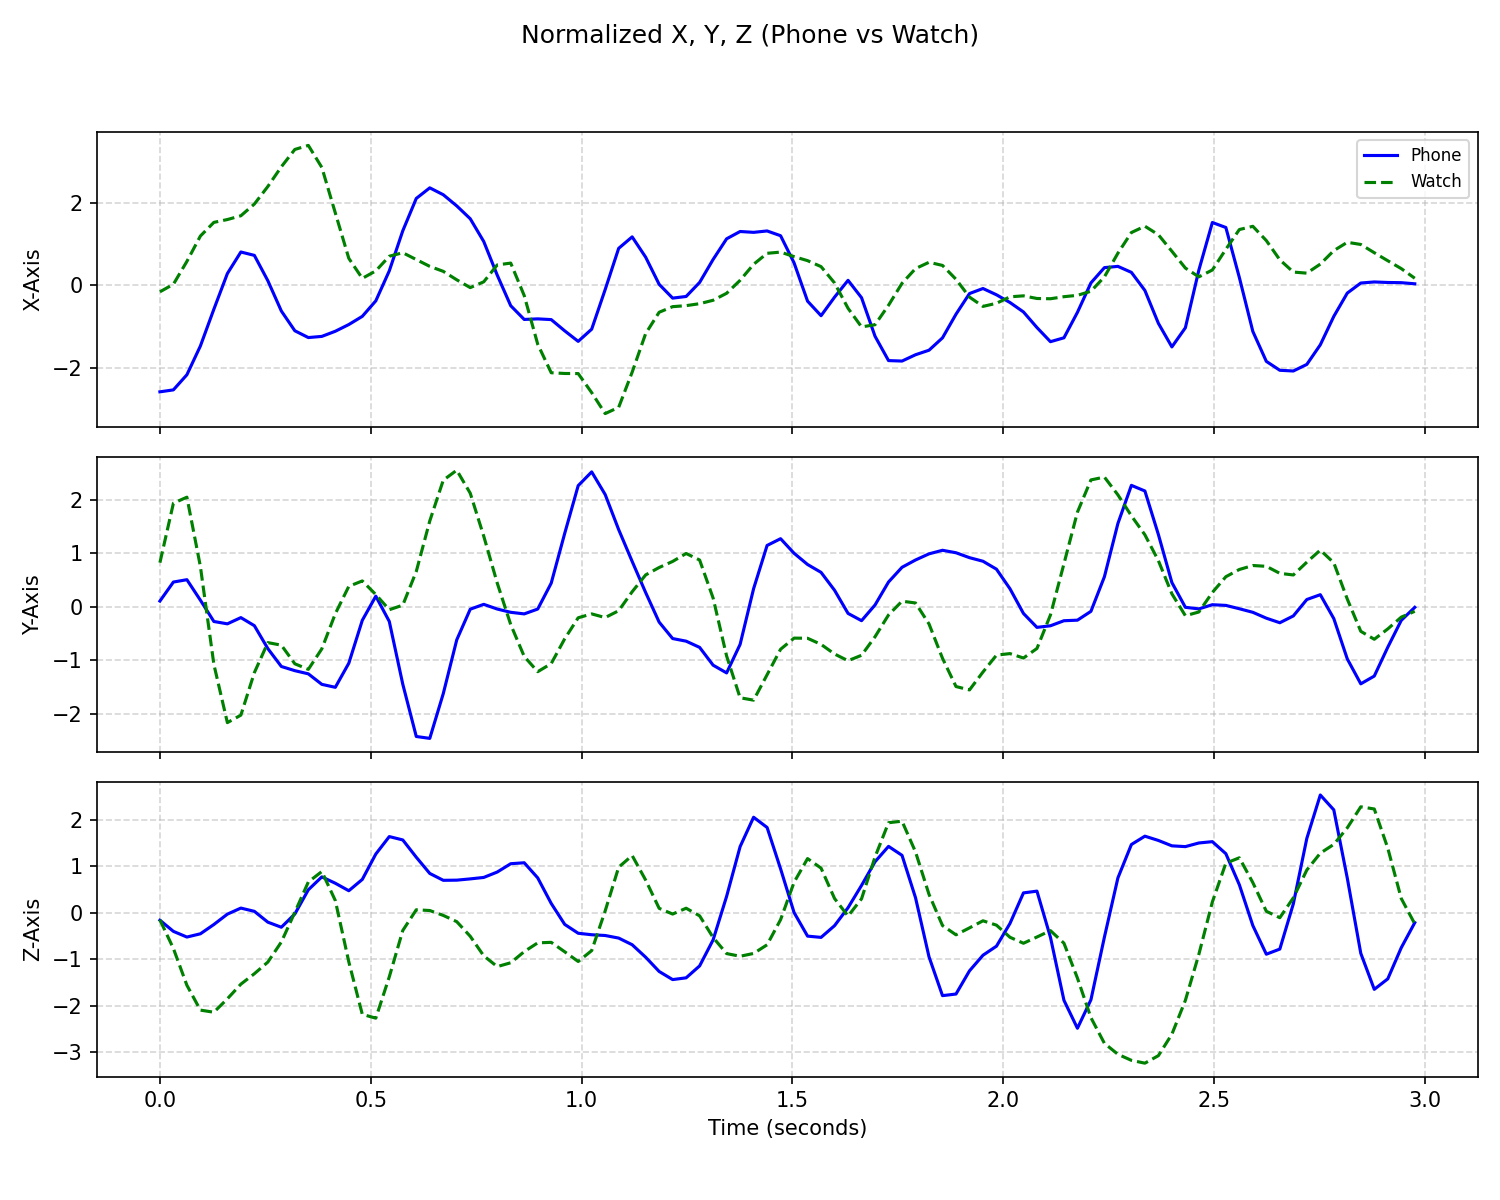 Normalized X, Y, Z (Phone vs Watch)
X-Axis
2
0
−2
Phone
Watch
Y-Axis
2
1
0
−1
−2
Z-Axis
2
1
0
−1
−2
−3
0.0 0.5 1.0 1.5 2.0 2.5 3.0
Time (seconds)